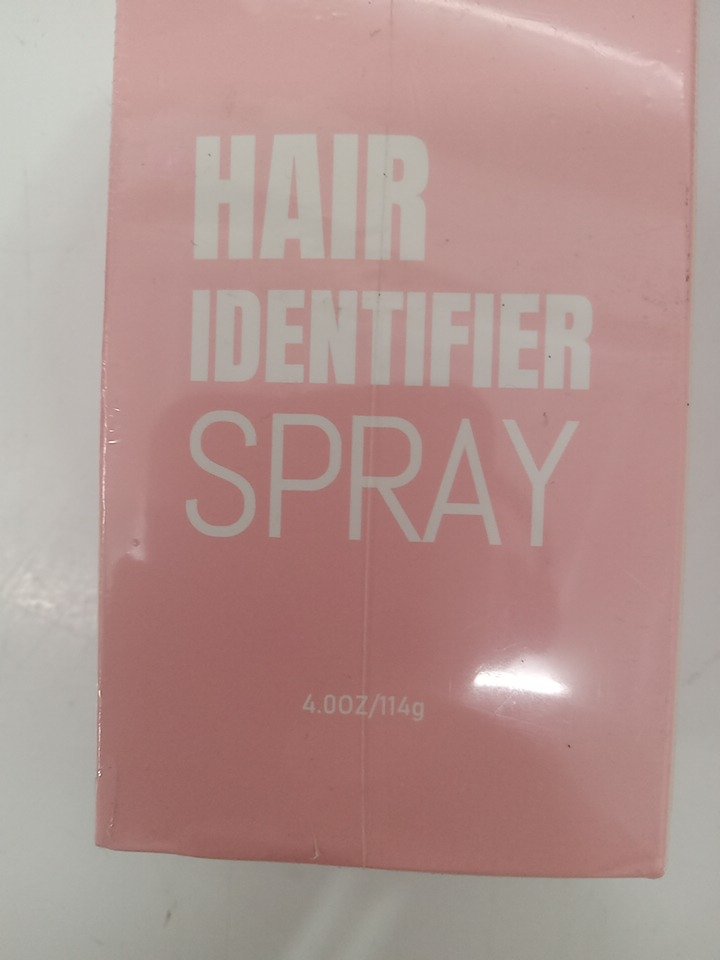 HAIR
IDENTIFIER
SPRAY
4.0OZ/114g